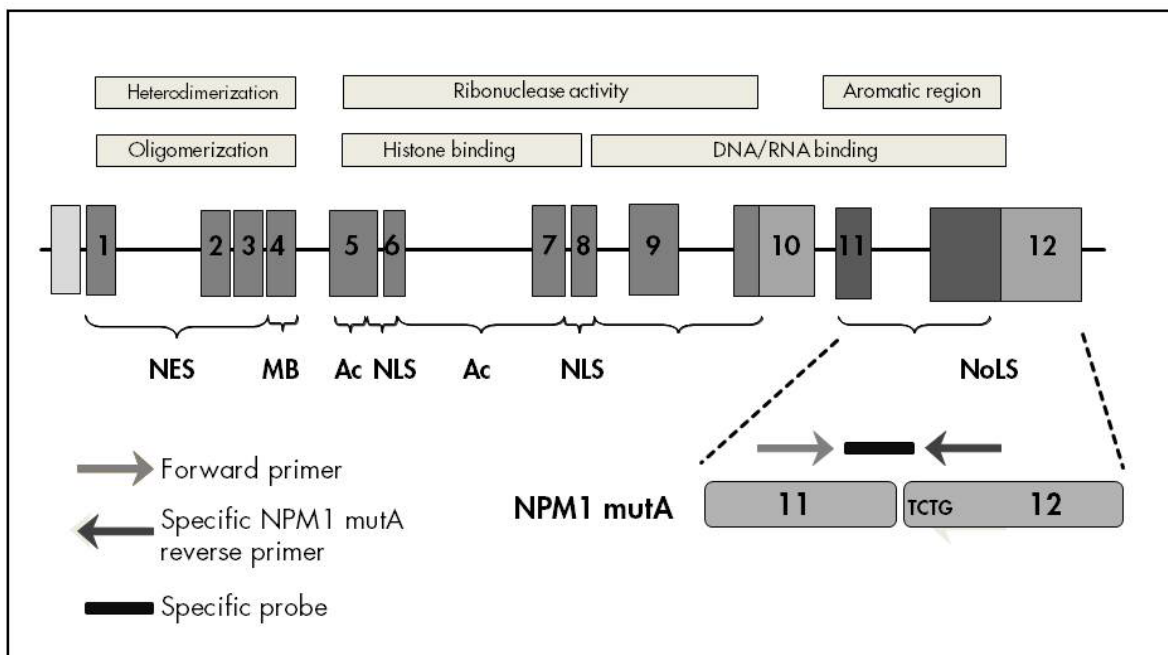 Heterodimerization Ribonuclease activity Aromatic region
Oligomerization Histone binding DNA/RNA binding
1 2 3 4 5 6 7 8 9 10 11 12
NES MB Ac NLS Ac NLS NoLS
Forward primer
Specific NPM1 mutA
reverse primer
Specific probe
NPM1 mutA 11 TCTG 12